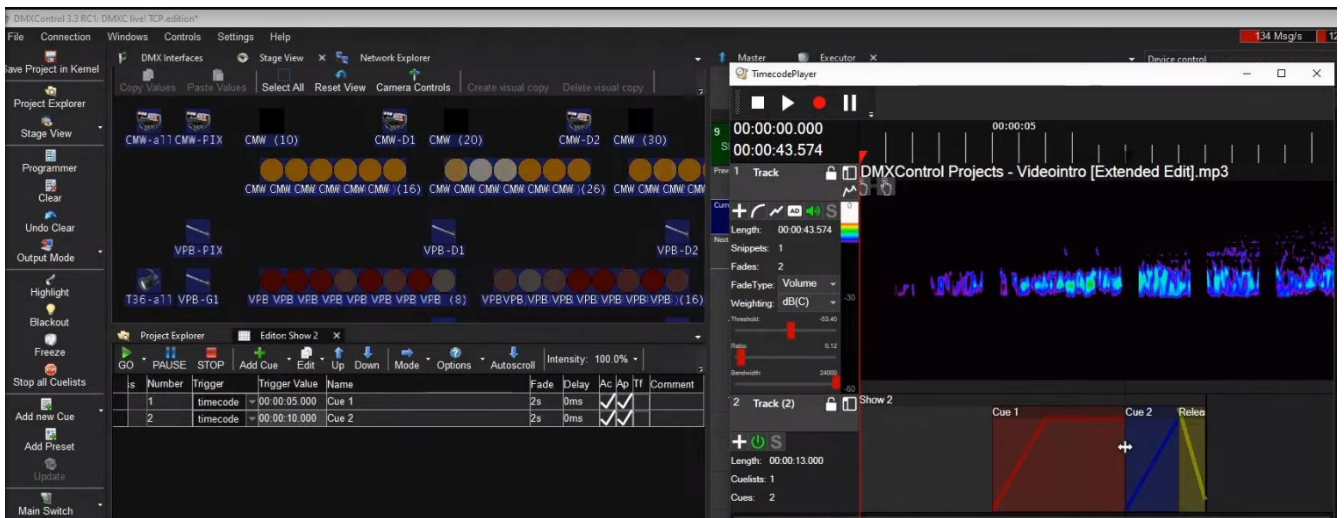 DMXControl 3.3 RC1: DMXC live! TCP.edition*
File Connection Windows Controls Settings Help
134 Msg/s
Save Project in Kernel
Project Explorer
Stage View
Programmer
Clear
Undo Clear
Output Mode
Highlight
Blackout
Freeze
Stop all Cuelists
Add new Cue
Add Preset
Update
Main Switch
DMX Interfaces Stage View Network Explorer
Copy Values Paste Values Select All Reset View Camera Controls Create visual copy Delete visual copy
CMW-all CMW-PIX CMW (10) CMW-D1 CMW (20) CMW-D2 CMW (30)
CMW CMW CMW CMW CMW (16) CMW CMW CMW CMW CMW (26) CMW CMW CMW
VPB-PIX VPB-D1 VPB-D2
T36-all VPB-G1 VPB VPB VPB VPB VPB VPB VPB (8) VPB VPB VPB VPB VPB VPB VPB (16)
Project Explorer Editor: Show 2
GO PAUSE STOP Add Cue Edit Up Down Mode Options Autoscroll Intensity: 100.0%
Number Trigger Trigger Value Name Fade Delay Ac Ap Tf Comment
1 timecode 00:00:05.000 Cue 1 2s 0ms
2 timecode 00:00:10.000 Cue 2 2s 0ms
Master Executor Device control
TimecodePlayer
00:00:00.000
00:00:43.574
00:00:05
1 Track
DMXControl Projects - Videointro [Extended Edit].mp3
AD S
Length: 00:00:43.574
Snippets: 1
Fades: 2
FadeType: Volume
Weighting: dB(C)
Threshold: -53.40
Ratio: 0.12
Bandwidth: 24000
0
-30
-60
2 Track (2)
Show 2
Cue 1 Cue 2 Relea
S
Length: 00:00:13.000
Cuelists: 1
Cues: 2